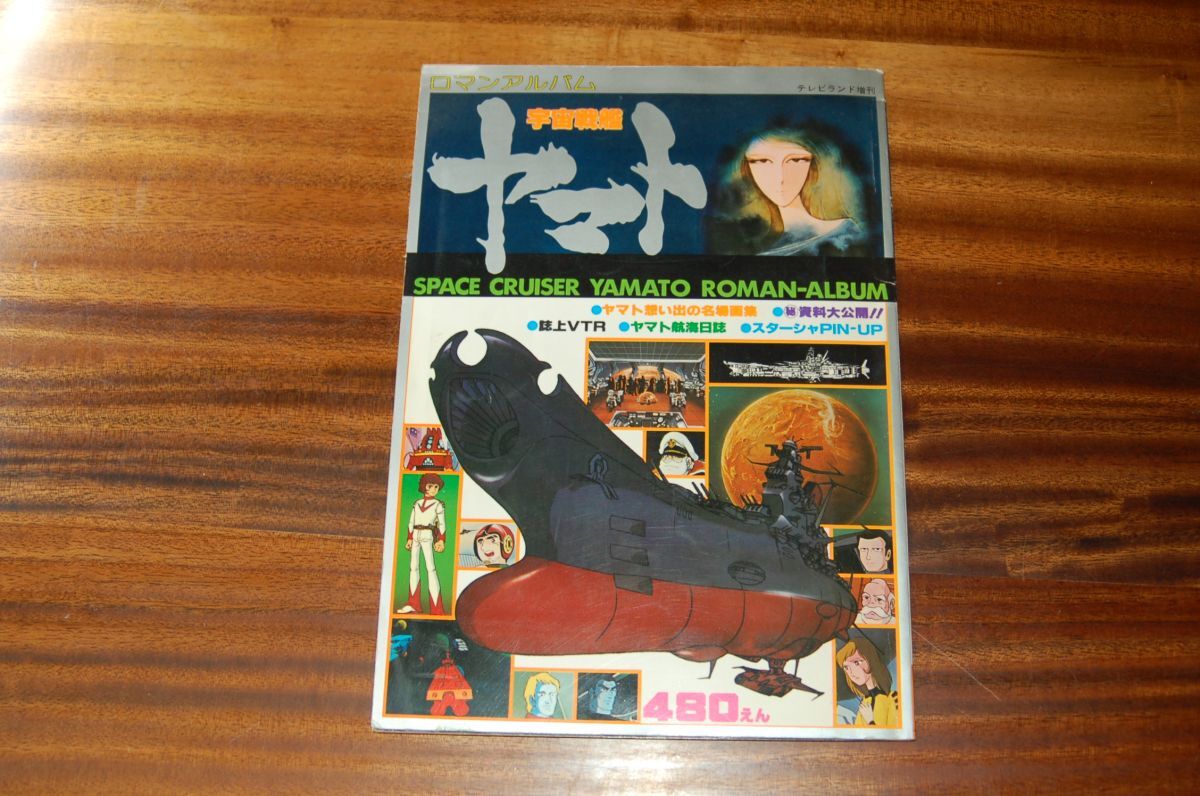 ロマンアルバム
テレビランド増刊
宇宙戦艦
ヤマト
SPACE CRUISER YAMATO ROMAN-ALBUM
●ヤマト想い出の名場面集 ●㊙資料大公開!!
●誌上VTR ●ヤマト航海日誌 ●スターシャPIN-UP
480えん